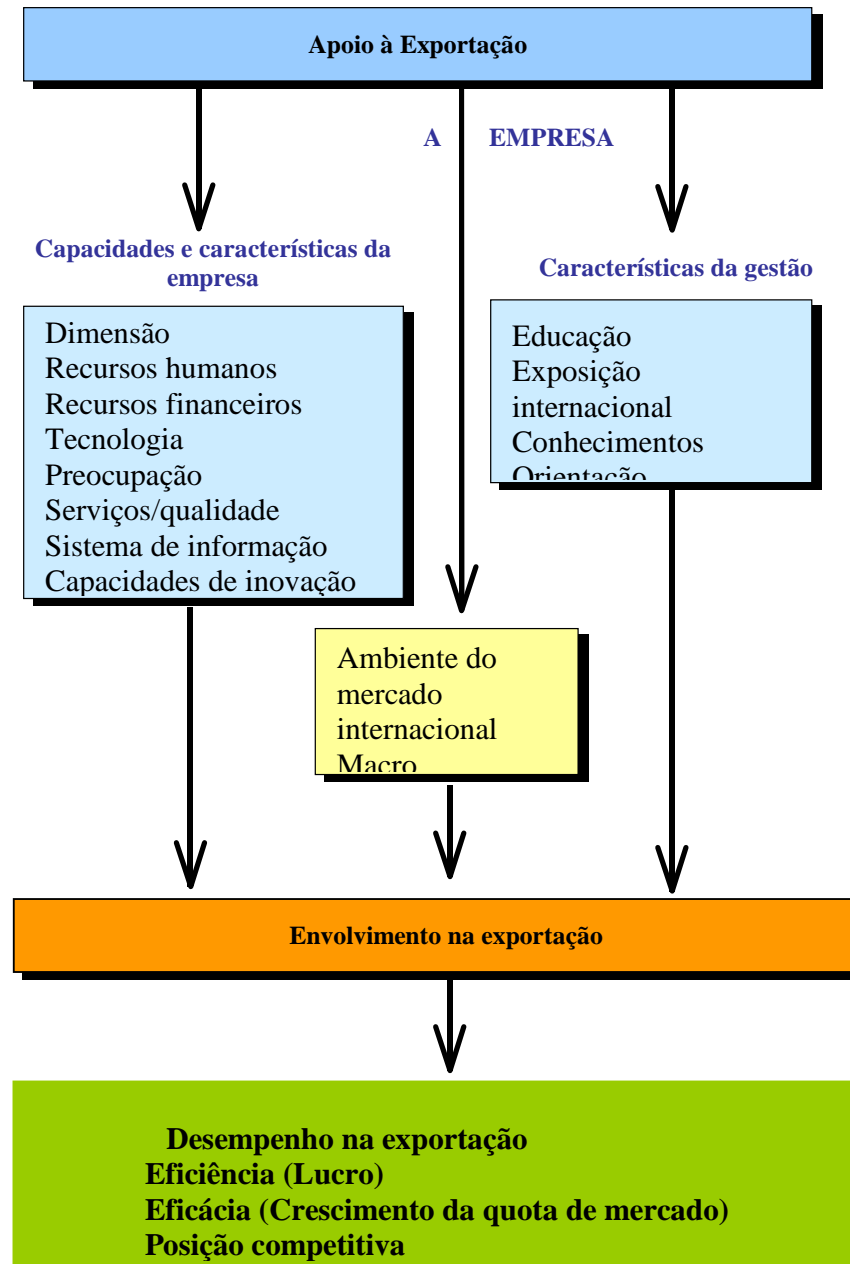 Apoio à Exportação
A EMPRESA
Capacidades e características da
empresa
Dimensão
Recursos humanos
Recursos financeiros
Tecnologia
Preocupação
Serviços/qualidade
Sistema de informação
Capacidades de inovação
Características da gestão
Educação
Exposição
internacional
Conhecimentos
Orientação
Ambiente do
mercado
internacional
Macro
Envolvimento na exportação
Desempenho na exportação
Eficiência (Lucro)
Eficácia (Crescimento da quota de mercado)
Posição competitiva